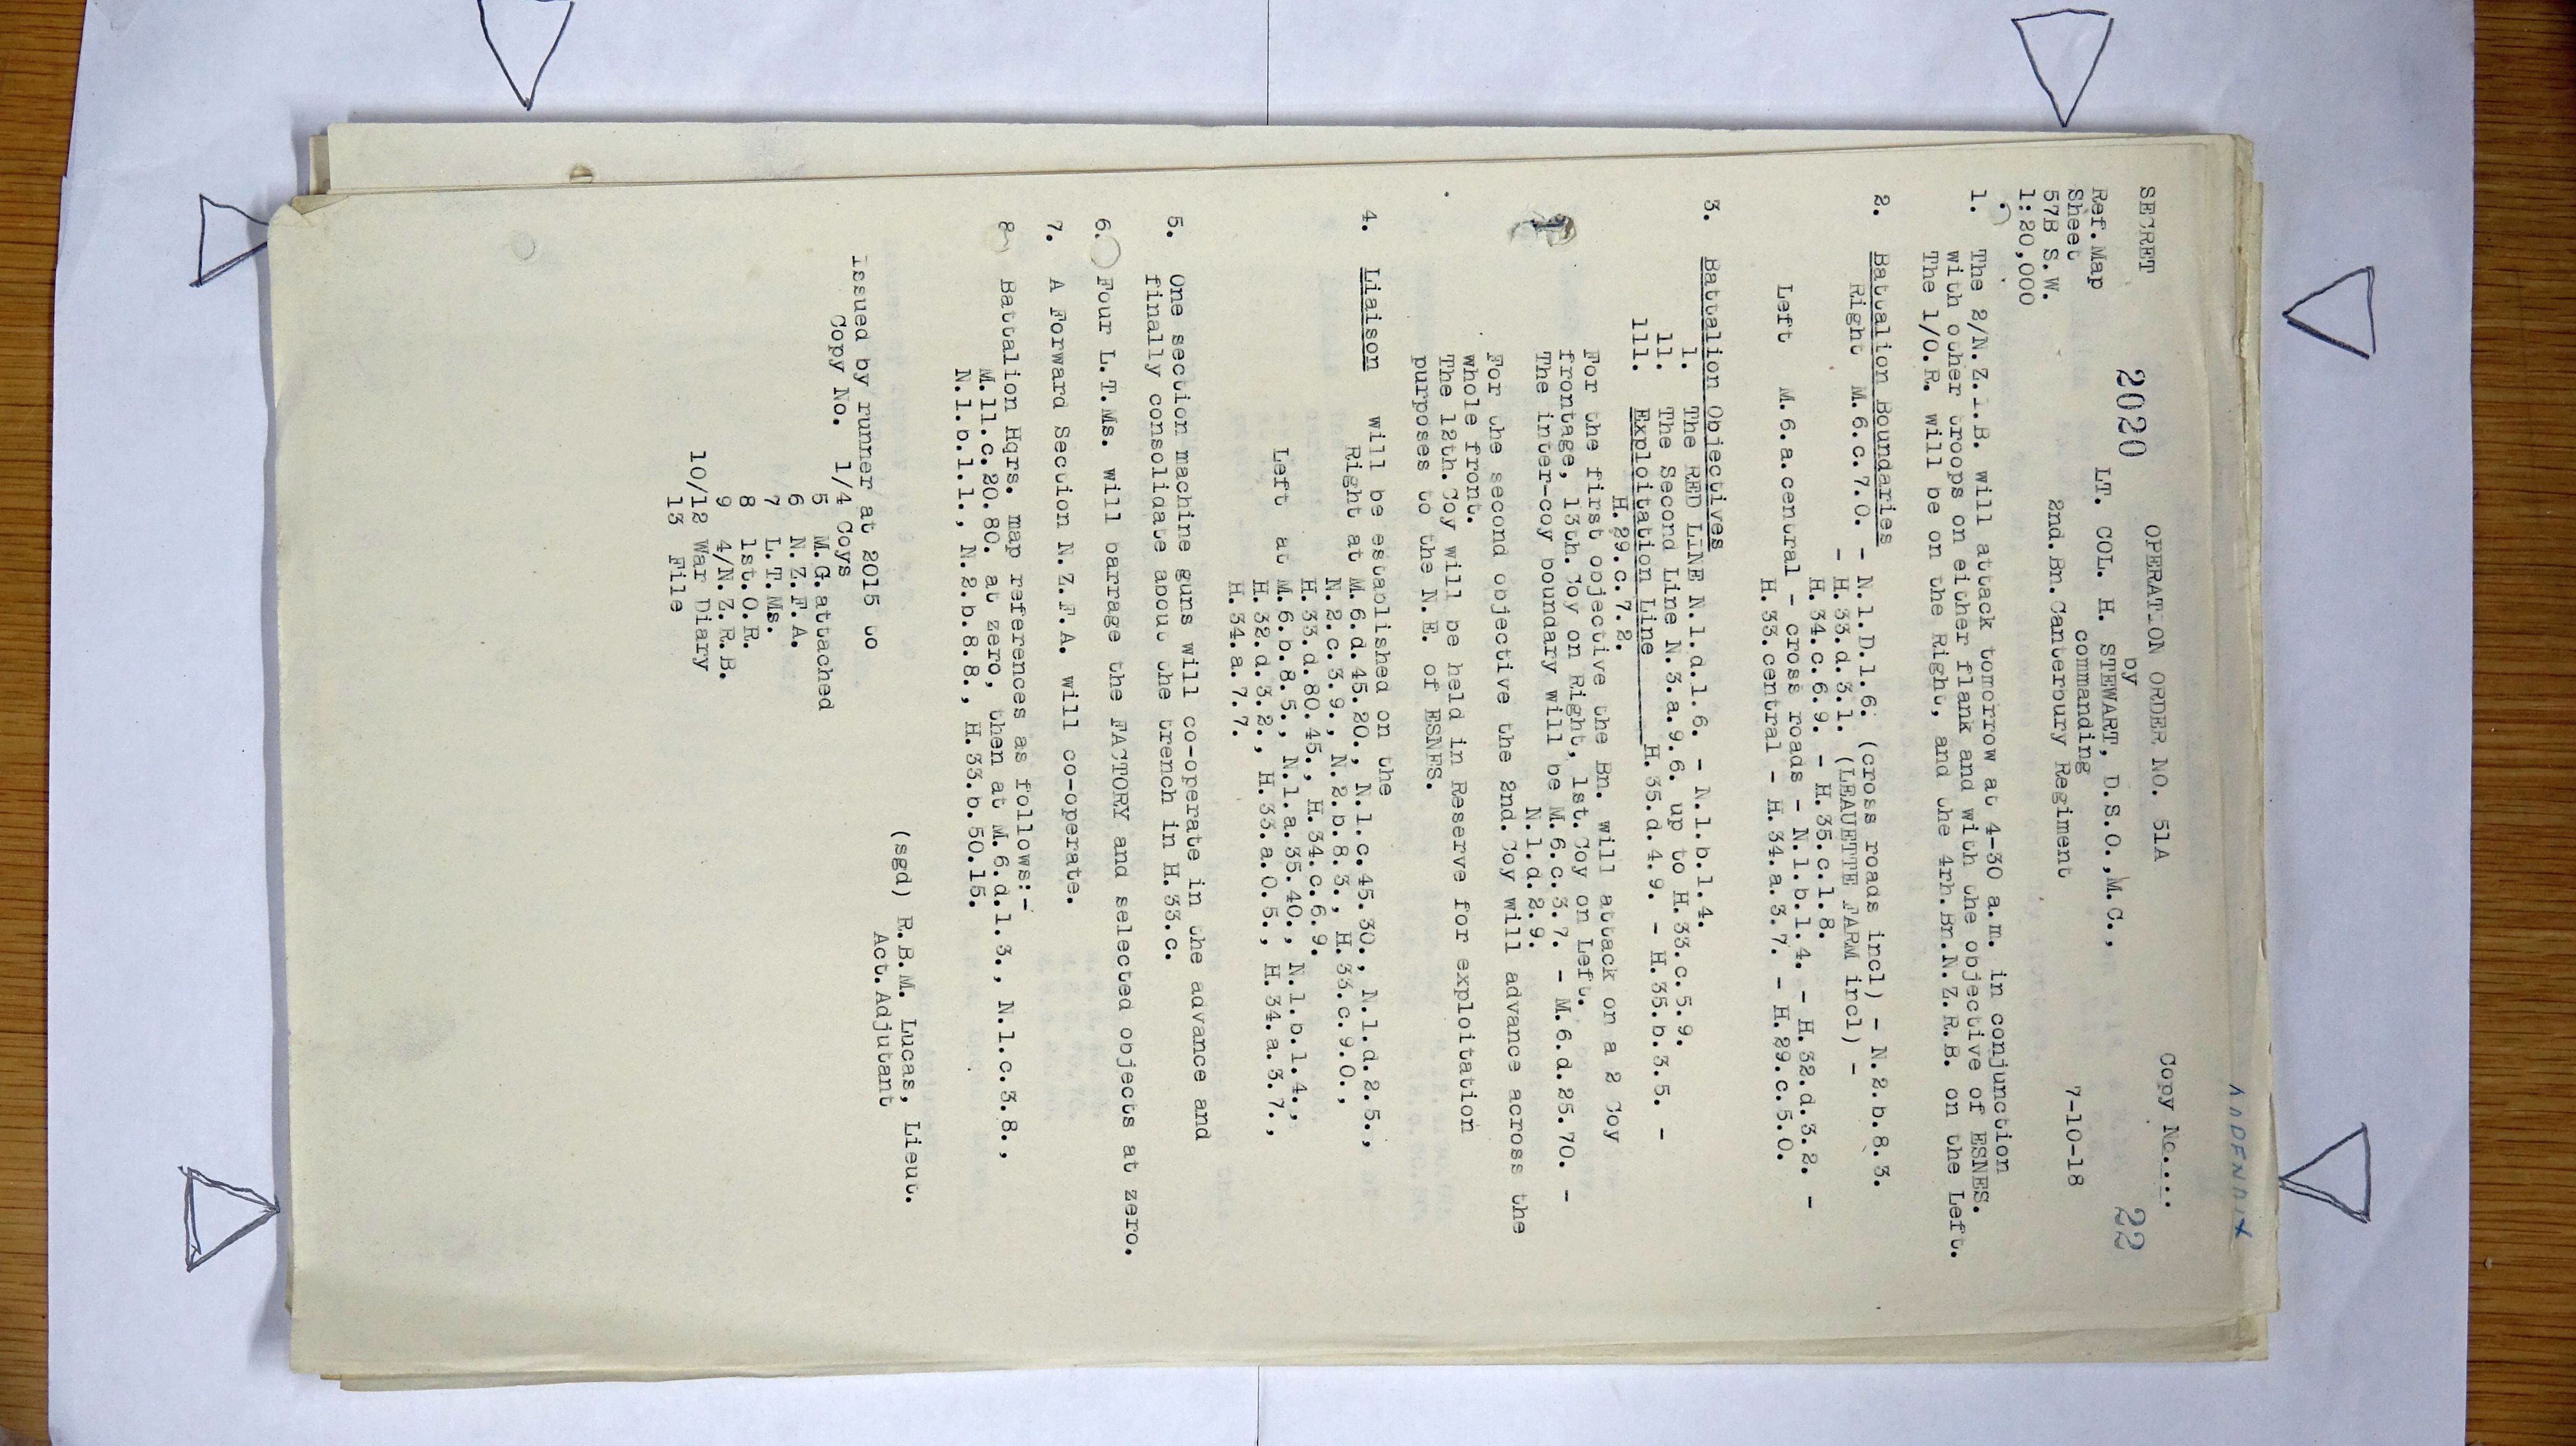 APPENDIX
SECRET OPERATION ORDER NO. 51A Copy No....
by
2020 22
Ref.Map LT. COL. H. STEWART, D.S.O.,M.C.,
Sheet commanding 7-10-18
57B S.W. 2nd.Bn.Canterbury Regiment
1:20,000
1. The 2/N.Z.I.B. will attack tomorrow at 4-30 a.m. in conjunction
with other troops on either flank and with the objective of ESNES.
The 1/O.R. will be on the Right, and the 4rh.Bn.N.Z.R.B. on the Left.
2. Battalion Boundaries
Right M.6.c.7.0. - N.1.D.1.6. (cross roads incl) - N.2.b.8.3.
- H.33.d.3.1. (LEAUETTE FARM incl) -
H.34.c.6.9. - H.35.c.1.8.
Left M.6.a.central - cross roads - N.1.b.1.4. - H.32.d.3.2. -
H.33.central - H.34.a.3.7. - H.29.c.5.0.
3. Battalion Objectives
1. The RED LINE N.1.d.1.6. - N.1.b.1.4.
11. The Second Line N.3.a.9.6. up to H.33.c.5.9.
111. Exploitation Line H.35.d.4.9. - H.35.b.3.5. -
H.29.c.7.2.
For the first objective the Bn. will attack on a 2 Coy
frontage, 13th.Coy on Right, 1st.Coy on Left.
The inter-coy boundary will be M.6.c.3.7. - M.6.d.25.70. -
N.1.d.2.9.
For the second objective the 2nd.Coy will advance across the
whole front.
The 12th.Coy will be held in Reserve for exploitation
purposes to the N.E. of ESNES.
4. Liaison will be established on the
Right at M.6.d.45.20., N.1.c.45.30., N.1.d.2.5.,
N.2.c.3.9., N.2.b.8.3., H.33.c.9.0.,
H.33.d.80.45., H.34.c.6.9.
Left at M.6.b.8.5., N.1.a.35.40., N.1.b.1.4.,
H.32.d.3.2., H.33.a.0.5., H.34.a.3.7.,
H.34.a.7.7.
5. One section machine guns will co-operate in the advance and
finally consolidate about the trench in H.33.c.
6. Four L.T.Ms. will barrage the FACTORY and selected objects at zero.
7. A Forward Section N.Z.F.A. will co-operate.
8 Battalion Hqrs. map references as follows:-
M.11.c.20.80. at zero, then at M.6.d.1.3., N.1.c.3.8.,
N.1.b.1.1., N.2.b.8.8., H.33.b.50.15.
(sgd) R.B.M. Lucas, Lieut.
Act.Adjutant
Issued by runner at 2015 to
Copy No. 1/4 Coys
5 M.G.attached
6 N.Z.F.A.
7 L.T.Ms.
8 1st.O.R.
9 4/N.Z.R.B.
10/12 War Diary
13 File